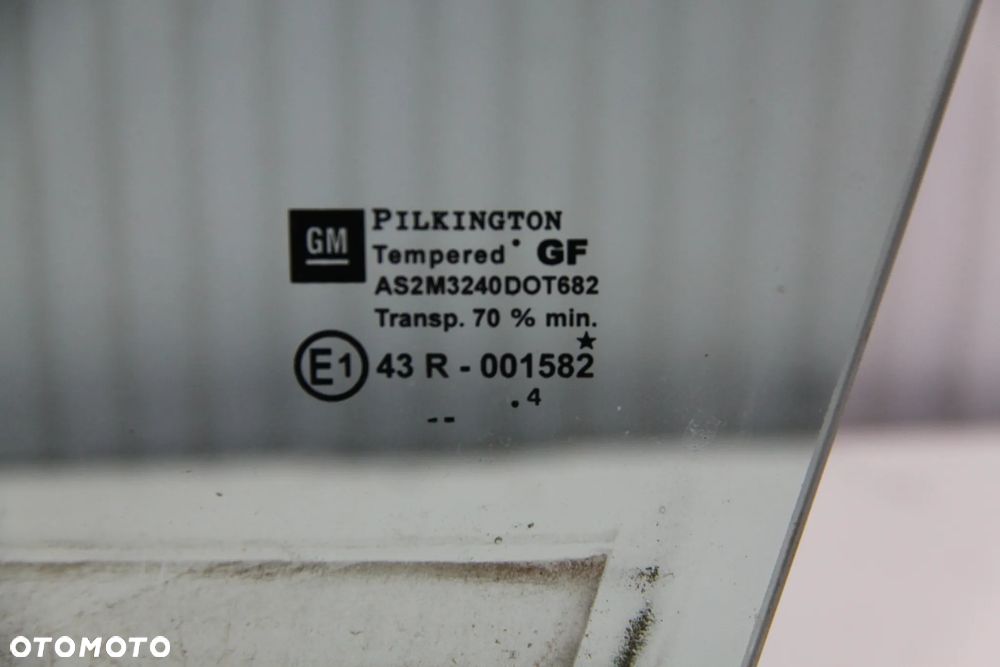 GM
PILKINGTON
Tempered • GF
AS2M3240DOT682
Transp. 70 % min.
★
E1 43 R - 001582
-- .4
OTOMOTO